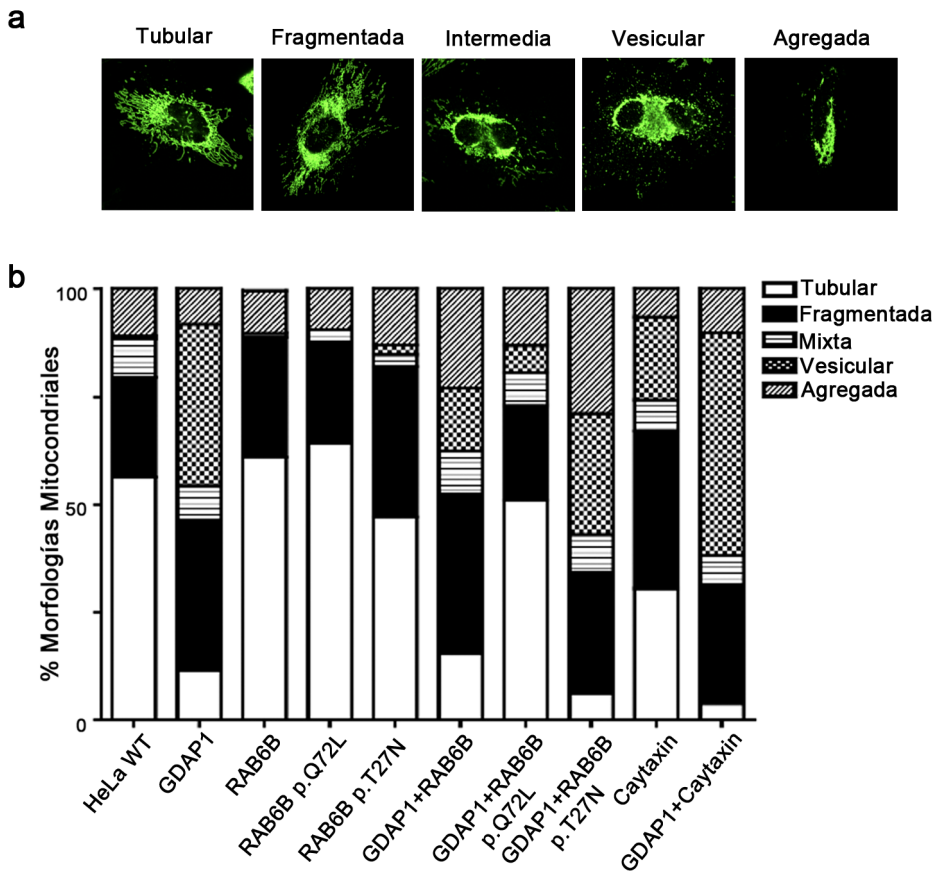 a
Tubular
Fragmentada
Intermedia
Vesicular
Agregada
b
% Morfologías Mitocondriales
100
50
0
Tubular
Fragmentada
Mixta
Vesicular
Agregada
HeLa WT
GDAP1
RAB6B
RAB6B p.Q72L
RAB6B p.T27N
GDAP1+RAB6B
GDAP1+RAB6B
p.Q72L
GDAP1+RAB6B
p.T27N
Caytaxin
GDAP1+Caytaxin